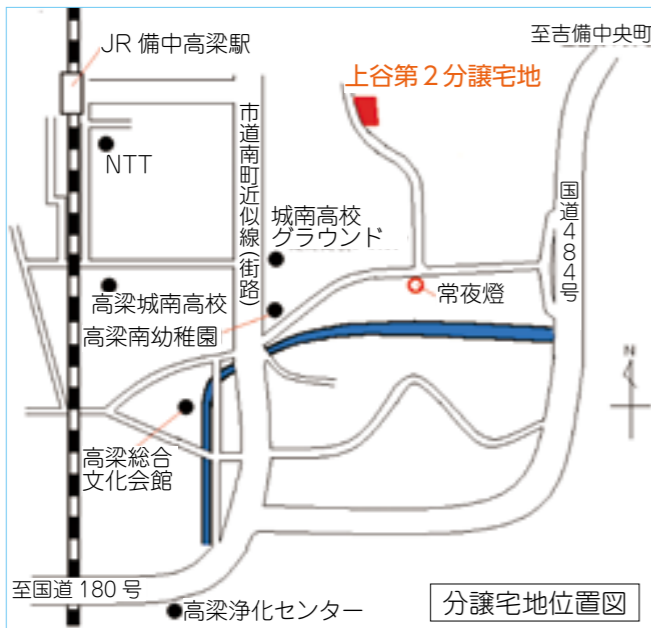 JR 備中高梁駅
至吉備中央町
上谷第2分譲宅地
市道南町近似線(街路)
NTT
国道484号
城南高校
グラウンド
高梁城南高校
常夜燈
高梁南幼稚園
N
高梁総合
文化会館
至国道 180 号
高梁浄化センター
分譲宅地位置図